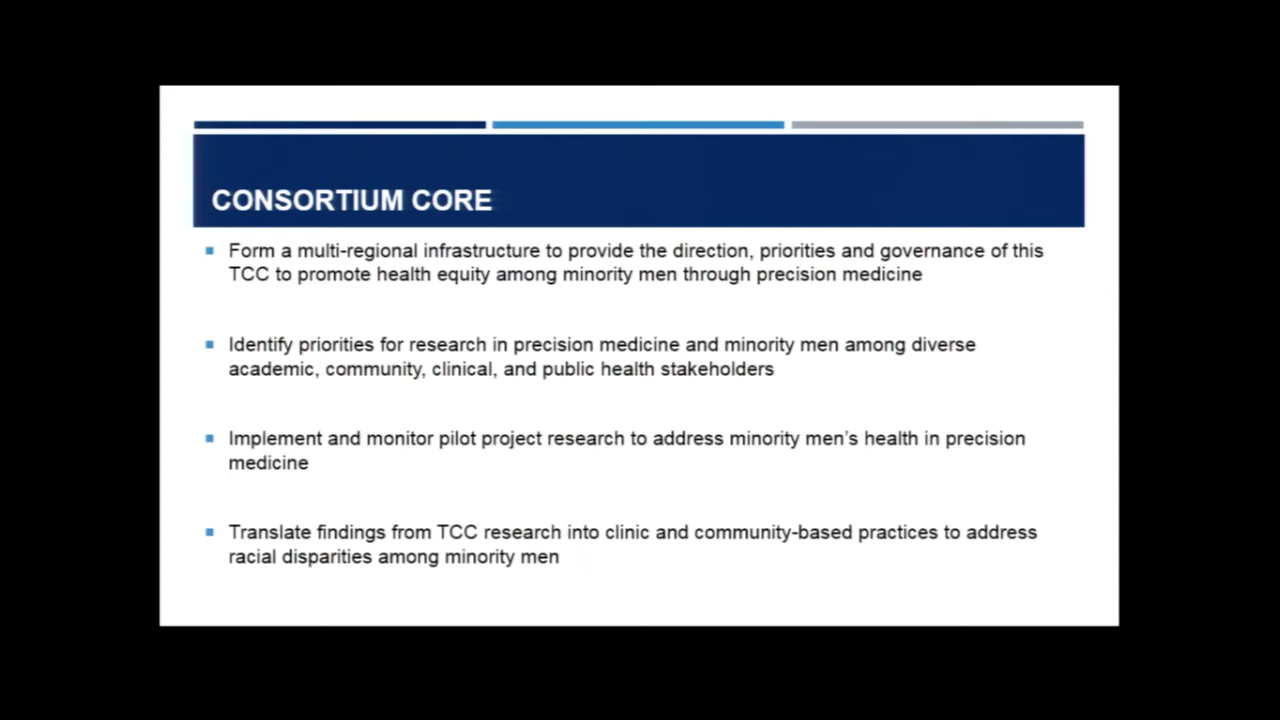 CONSORTIUM CORE
Form a multi-regional infrastructure to provide the direction, priorities and governance of this
TCC to promote health equity among minority men through precision medicine
Identify priorities for research in precision medicine and minority men among diverse
academic, community, clinical, and public health stakeholders
Implement and monitor pilot project research to address minority men’s health in precision
medicine
Translate findings from TCC research into clinic and community-based practices to address
racial disparities among minority men